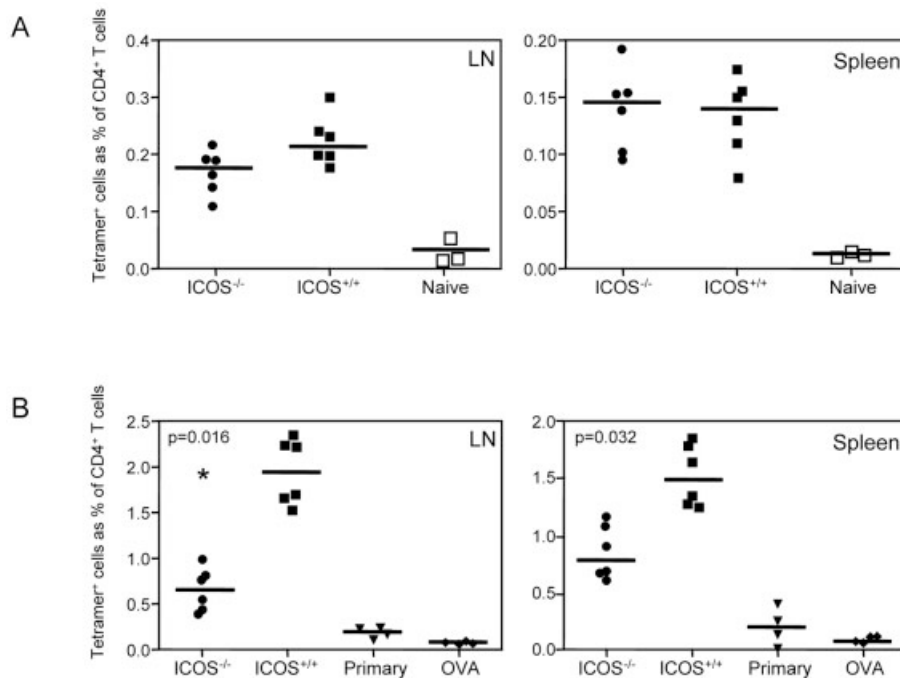 A
Tetramer⁺ cells as % of CD4⁺ T cells
0.4
0.3
0.2
0.1
0.0
LN
ICOS⁻/⁻
ICOS⁺/⁺
Naive
0.20
0.15
0.10
0.05
0.00
Spleen
ICOS⁻/⁻
ICOS⁺/⁺
Naive
B
Tetramer⁺ cells as % of CD4⁺ T cells
2.5
2.0
1.5
1.0
0.5
0.0
p=0.016
LN
*
ICOS⁻/⁻
ICOS⁺/⁺
Primary
OVA
2.0
1.5
1.0
0.5
0.0
p=0.032
Spleen
ICOS⁻/⁻
ICOS⁺/⁺
Primary
OVA